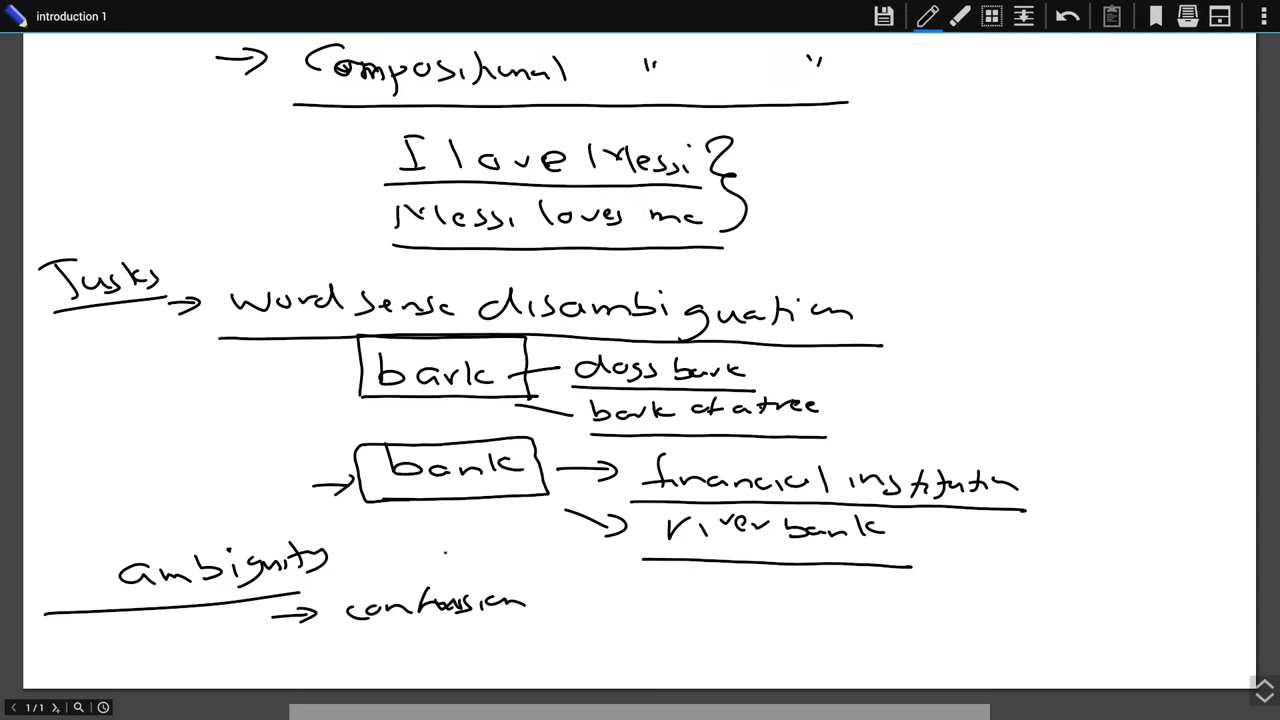 introduction 1
→ Compositional " "
I love Messi
Messi loves me
Tasks → word sense disambiguation
bark — dogs bark
bark of a tree
→ bank → financial institution
→ river bank
ambiguity
→ confusion
1/1